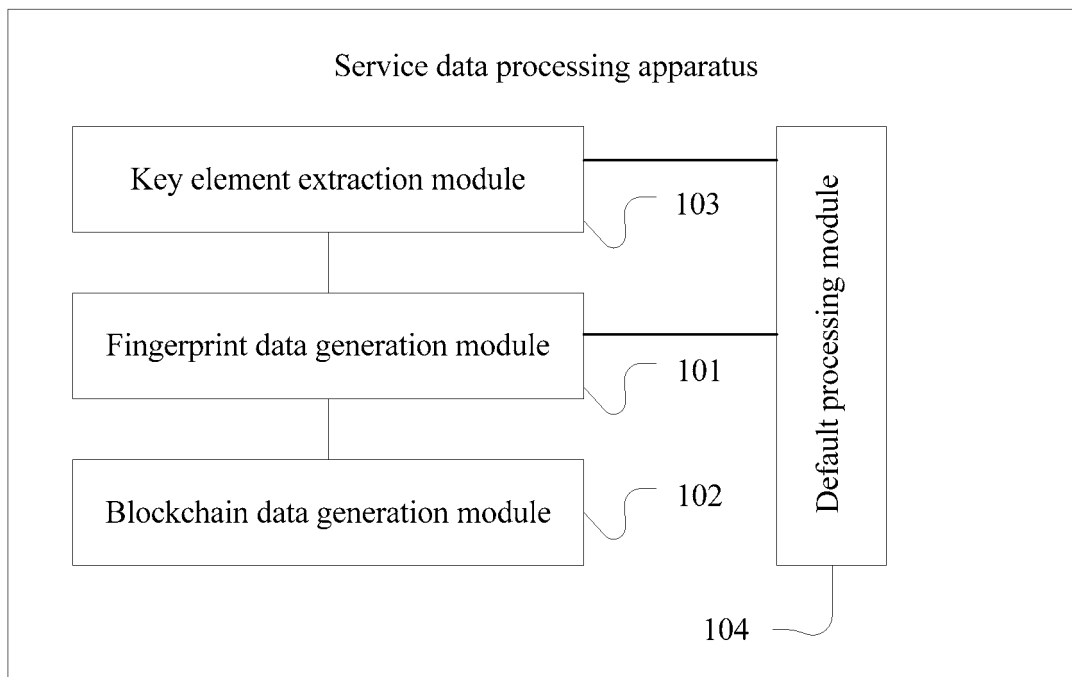 Service data processing apparatus
Key element extraction module
103
Fingerprint data generation module
101
Blockchain data generation module
102
Default processing module
104